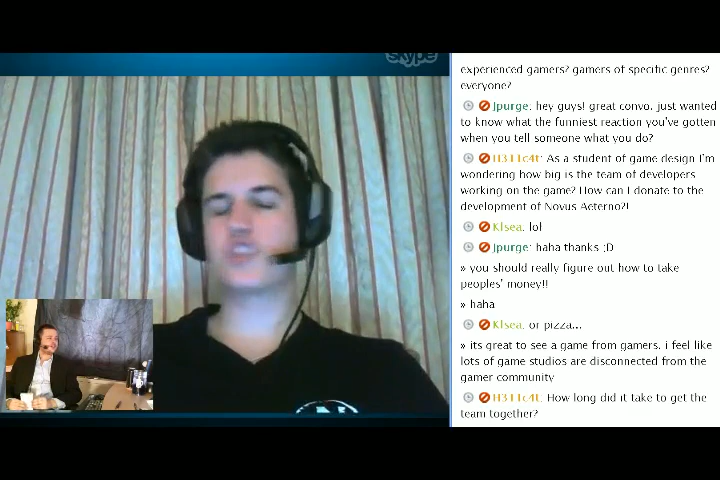 skype
experienced gamers? gamers of specific genres?
everyone?
Jpurge: hey guys! great convo. just wanted
to know what the funniest reaction you've gotten
when you tell someone what you do?
H311c4t: As a student of game design I'm
wondering how big is the team of developers
working on the game? How can I donate to the
development of Novus Aeterno?!
Klsea: lol
Jpurge: haha thanks ;D
» you should really figure out how to take
peoples' money!!
» haha
Klsea: or pizza...
» its great to see a game from gamers. i feel like
lots of game studios are disconnected from the
gamer community
H311c4t: How long did it take to get the
team together?